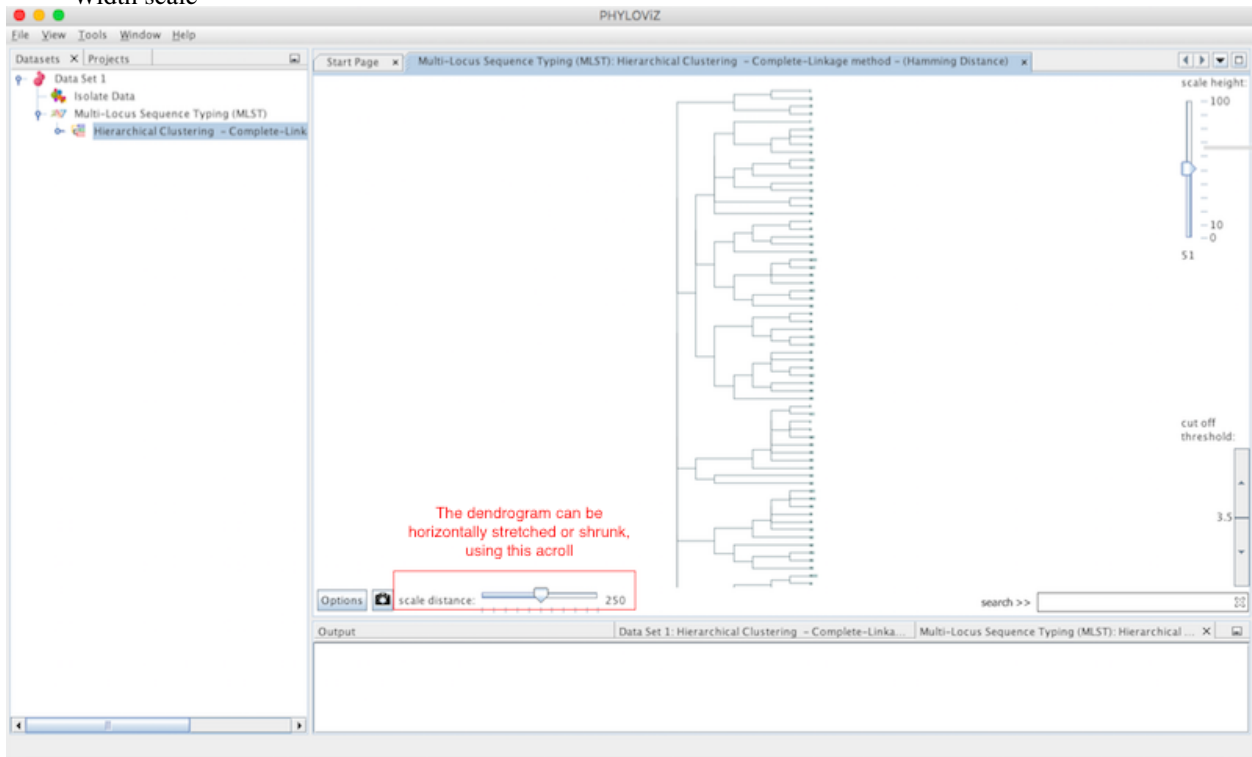 Width scale
PHYLOViZ
File View Tools Window Help
Datasets X Projects
Start Page x Multi-Locus Sequence Typing (MLST): Hierarchical Clustering - Complete-Linkage method - (Hamming Distance) x
Data Set 1
Isolate Data
Multi-Locus Sequence Typing (MLST)
Hierarchical Clustering - Complete-Link
scale height:
100
10
0
51
cut off
threshold:
3.5
The dendrogram can be
horizontally stretched or shrunk,
using this acroll
Options scale distance: 250
search >>
Output Data Set 1: Hierarchical Clustering - Complete-Linka... Multi-Locus Sequence Typing (MLST): Hierarchical ... X